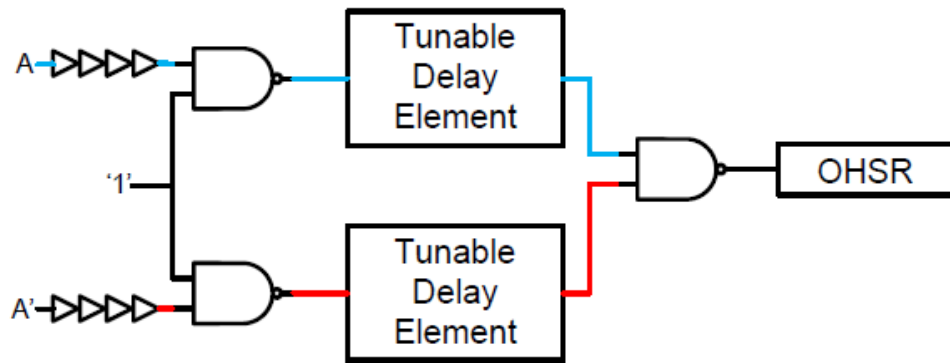 A
Tunable
Delay
Element
'1'
OHSR
A'
Tunable
Delay
Element